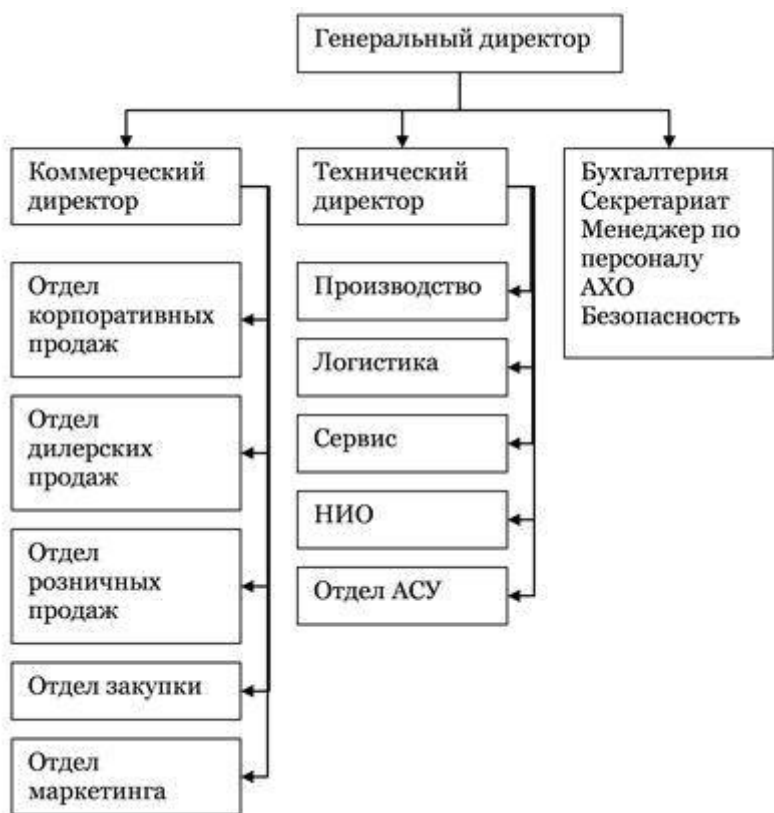 Генеральный директор
Коммерческий
директор
Отдел
корпоративных
продаж
Отдел
дилерских
продаж
Отдел
розничных
продаж
Отдел закупки
Отдел
маркетинга
Технический
директор
Производство
Логистика
Сервис
НИО
Отдел АСУ
Бухгалтерия
Секретариат
Менеджер по
персоналу
АХО
Безопасность